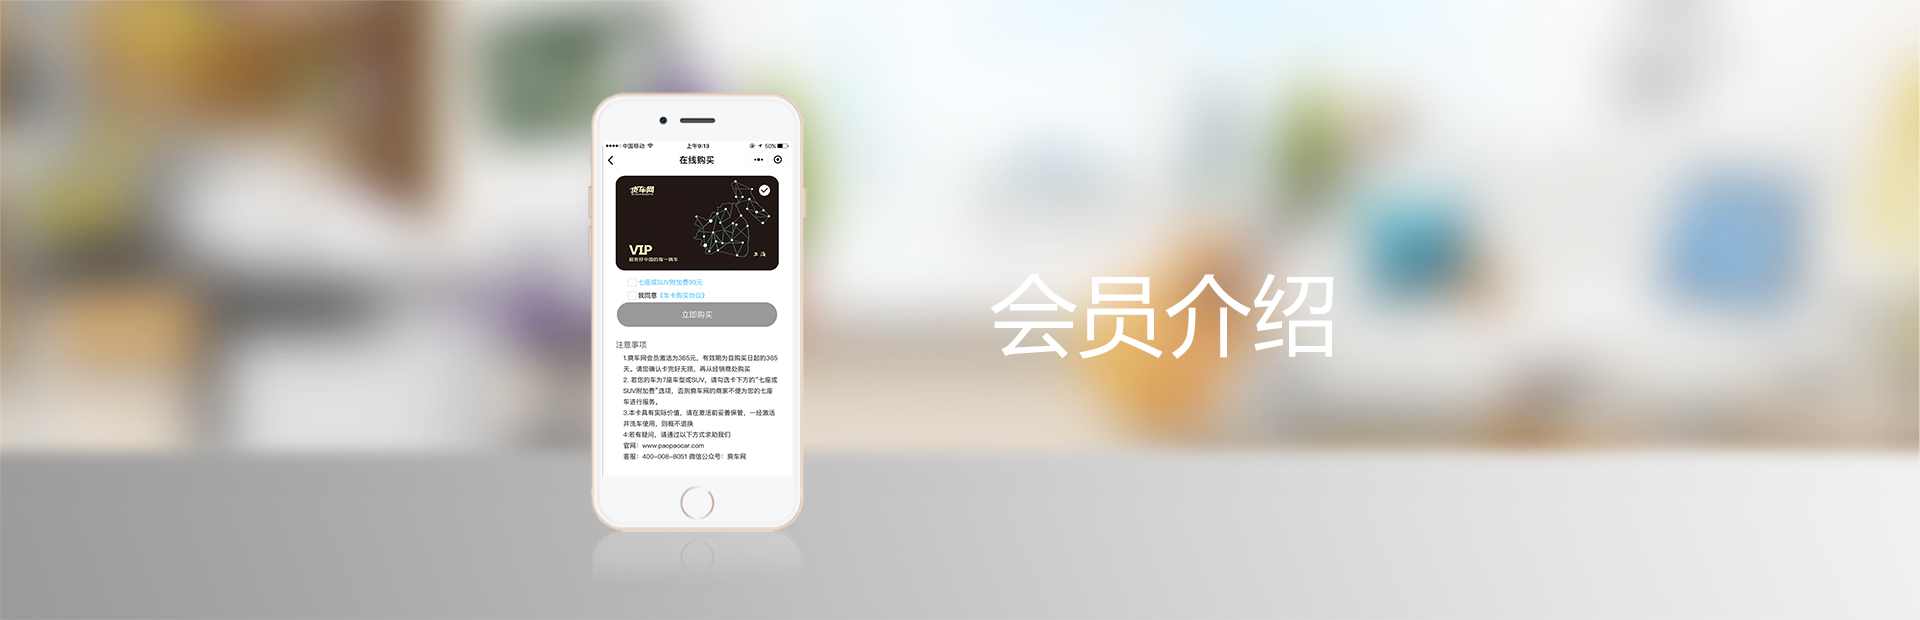 中国移动 上午9:13 50%
在线购买
VIP
服务好中国的每一辆车
上海
七座或SUV附加费99元
我同意《年卡购买协议》
立即购买
注意事项
1.爽车网会员激活为365元，有效期为自购买日起的365
天。请您确认卡完好无损，再从经销商处购买
2. 若您的车为7座车型或SUV，请勾选卡下方的“七座或
SUV附加费”选项，否则爽车网的商家不便为您的七座
车进行服务。
3.本卡具有实际价值，请在激活前妥善保管，一经激活
并洗车使用，则概不退换
4:若有疑问，请通过以下方式求助我们
官网：www.paopaocar.com
客服：400-008-8051 微信公众号：爽车网
会员介绍